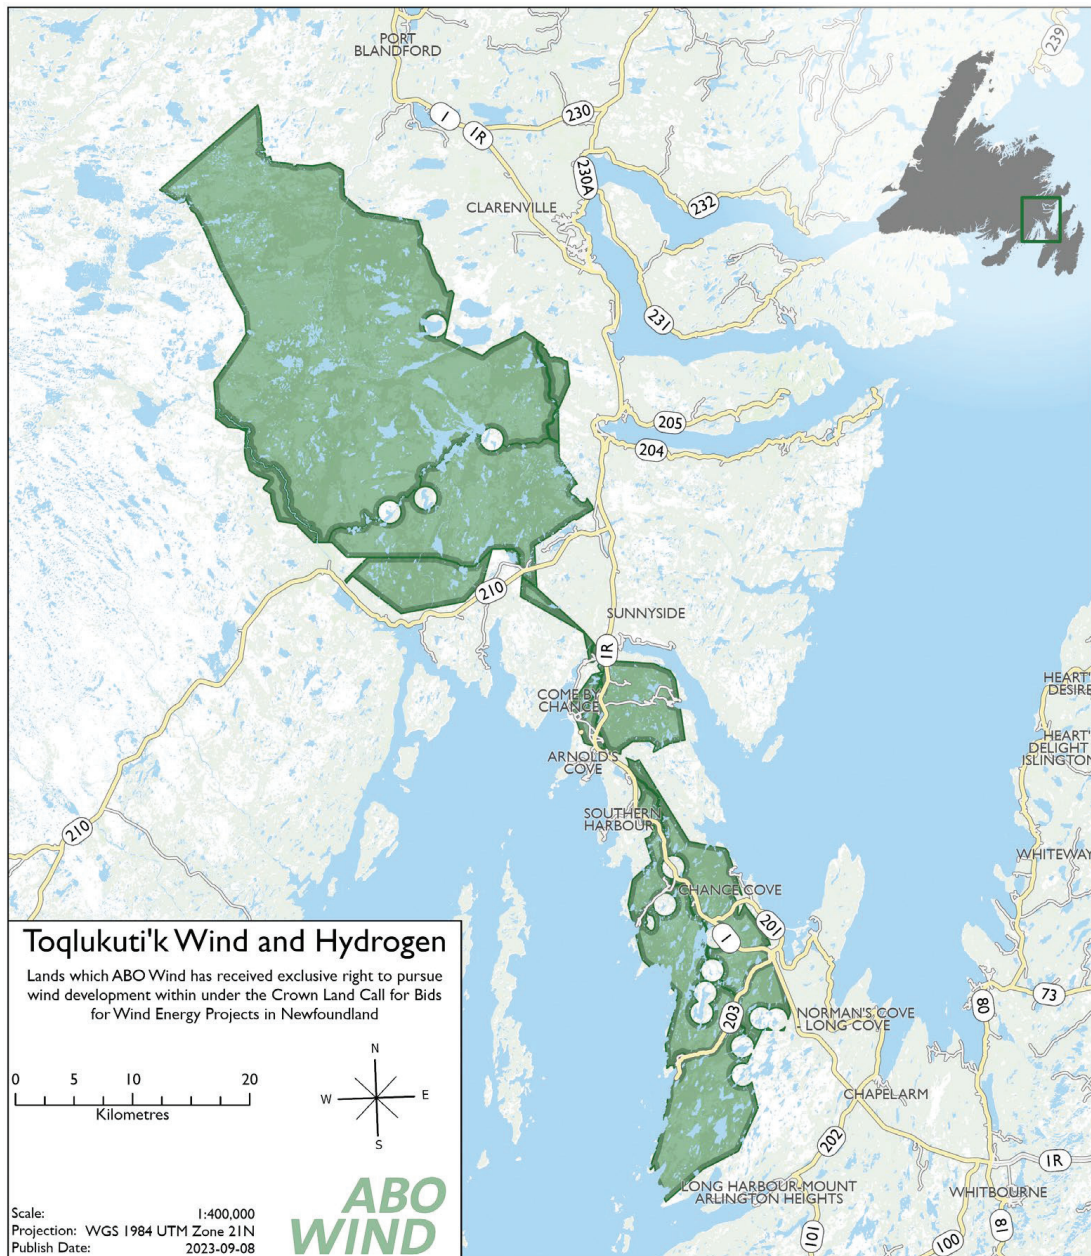 PORT
BLANDFORD
239
1
1R
230
230A
CLARENVILLE
232
231
205
204
210
SUNNYSIDE
1R
COME BY
CHANCE
ARNOLD'S
COVE
HEART'S
DESIRE
HEART'S
DELIGHT
ISLINGTON
SOUTHERN
HARBOUR
210
WHITEWAY
CHANCE COVE
201
1
80
73
203
NORMAN'S COVE
- LONG COVE
CHAPELARM
202
1R
LONG HARBOUR-MOUNT
ARLINGTON HEIGHTS
WHITBOURNE
101
100
81
Toqlukuti'k Wind and Hydrogen
Lands which ABO Wind has received exclusive right to pursue
wind development within under the Crown Land Call for Bids
for Wind Energy Projects in Newfoundland
0 5 10 20
Kilometres
N
W E
S
Scale: 1:400,000
Projection: WGS 1984 UTM Zone 21N
Publish Date: 2023-09-08
ABO
WIND